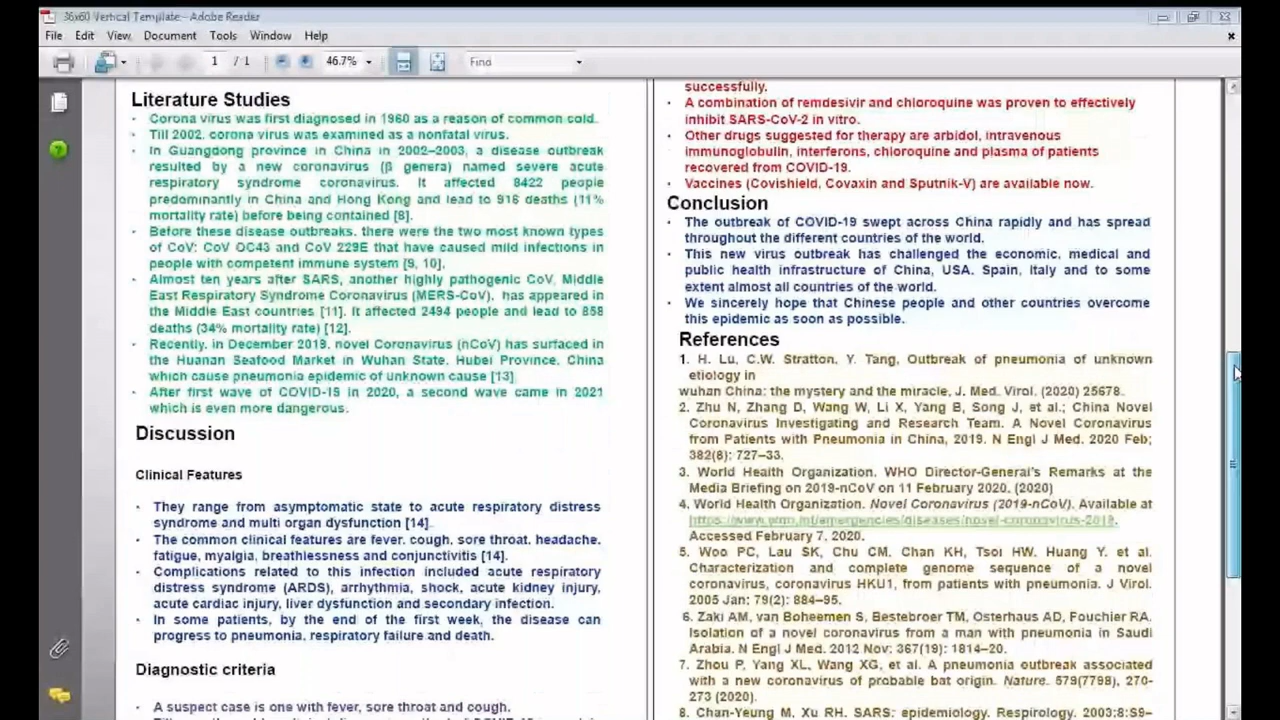 36x60 Vertical Template - Adobe Reader
File Edit View Document Tools Window Help
1 / 1 46.7% Find
Literature Studies
Corona virus was first diagnosed in 1960 as a reason of common cold.
Till 2002, corona virus was examined as a nonfatal virus.
In Guangdong province in China in 2002–2003, a disease outbreak
resulted by a new coronavirus (β genera) named severe acute
respiratory syndrome coronavirus. It affected 8422 people
predominantly in China and Hong Kong and lead to 916 deaths (11%
mortality rate) before being contained [8].
Before these disease outbreaks, there were the two most known types
of CoV: CoV OC43 and CoV 229E that have caused mild infections in
people with competent immune system [9, 10].
Almost ten years after SARS, another highly pathogenic CoV, Middle
East Respiratory Syndrome Coronavirus (MERS-CoV), has appeared in
the Middle East countries [11]. It affected 2494 people and lead to 858
deaths (34% mortality rate) [12].
Recently, in December 2019, novel Coronavirus (nCoV) has surfaced in
the Huanan Seafood Market in Wuhan State, Hubei Province, China
which cause pneumonia epidemic of unknown cause [13]
After first wave of COVID-19 in 2020, a second wave came in 2021
which is even more dangerous.
Discussion
Clinical Features
They range from asymptomatic state to acute respiratory distress
syndrome and multi organ dysfunction [14].
The common clinical features are fever, cough, sore throat, headache,
fatigue, myalgia, breathlessness and conjunctivitis [14].
Complications related to this infection included acute respiratory
distress syndrome (ARDS), arrhythmia, shock, acute kidney injury,
acute cardiac injury, liver dysfunction and secondary infection.
In some patients, by the end of the first week, the disease can
progress to pneumonia, respiratory failure and death.
Diagnostic criteria
A suspect case is one with fever, sore throat and cough.
successfully.
A combination of remdesivir and chloroquine was proven to effectively
inhibit SARS-CoV-2 in vitro.
Other drugs suggested for therapy are arbidol, intravenous
immunoglobulin, interferons, chloroquine and plasma of patients
recovered from COVID-19.
Vaccines (Covishield, Covaxin and Sputnik-V) are available now.
Conclusion
The outbreak of COVID-19 swept across China rapidly and has spread
throughout the different countries of the world.
This new virus outbreak has challenged the economic, medical and
public health infrastructure of China, USA, Spain, Italy and to some
extent almost all countries of the world.
We sincerely hope that Chinese people and other countries overcome
this epidemic as soon as possible.
References
1. H. Lu, C.W. Stratton, Y. Tang, Outbreak of pneumonia of unknown
etiology in
wuhan China: the mystery and the miracle, J. Med. Virol. (2020) 25678.
2. Zhu N, Zhang D, Wang W, Li X, Yang B, Song J, et al.; China Novel
Coronavirus Investigating and Research Team. A Novel Coronavirus
from Patients with Pneumonia in China, 2019. N Engl J Med. 2020 Feb;
382(8): 727–33.
3. World Health Organization, WHO Director-General's Remarks at the
Media Briefing on 2019-nCoV on 11 February 2020, (2020)
4. World Health Organization. Novel Coronavirus (2019-nCoV). Available at
https://www.who.int/emergencies/diseases/novel-coronavirus-2019.
Accessed February 7, 2020.
5. Woo PC, Lau SK, Chu CM, Chan KH, Tsoi HW, Huang Y, et al.
Characterization and complete genome sequence of a novel
coronavirus, coronavirus HKU1, from patients with pneumonia. J Virol.
2005 Jan; 79(2): 884–95.
6. Zaki AM, van Boheemen S, Bestebroer TM, Osterhaus AD, Fouchier RA.
Isolation of a novel coronavirus from a man with pneumonia in Saudi
Arabia. N Engl J Med. 2012 Nov; 367(19): 1814–20.
7. Zhou P, Yang XL, Wang XG, et al. A pneumonia outbreak associated
with a new coronavirus of probable bat origin. Nature. 579(7798), 270-
273 (2020).
8. Chan-Yeung M, Xu RH. SARS: epidemiology. Respirology. 2003;8:S9–